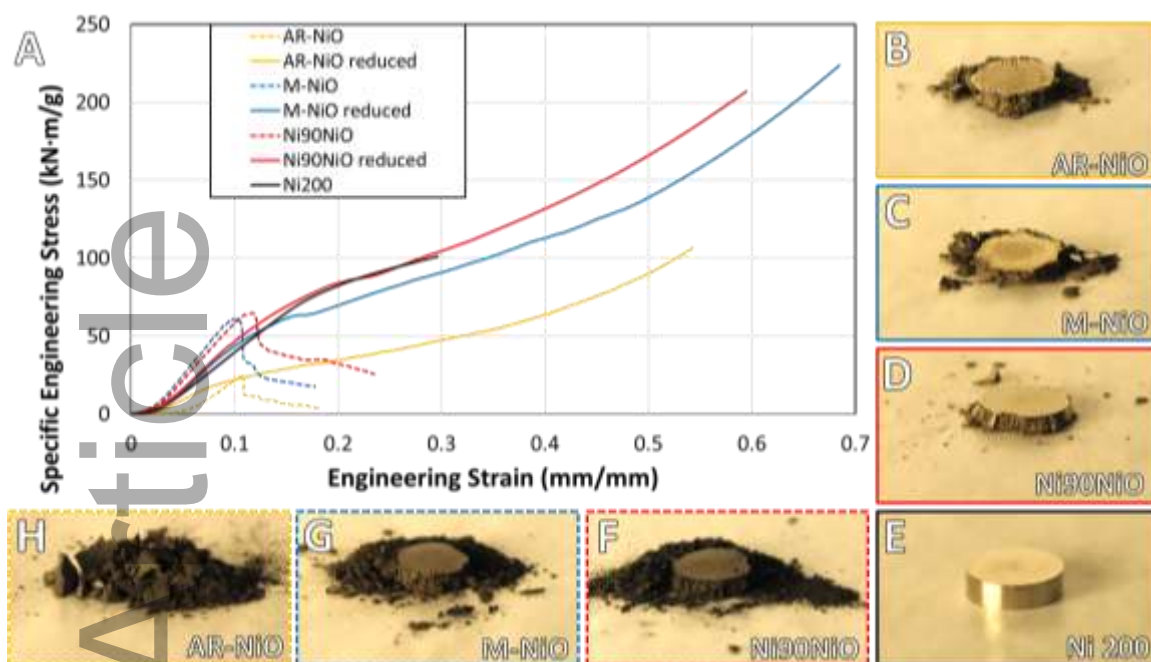 A
250
200
150
100
50
0
Specific Engineering Stress (kN·m/g)
AR-NiO
AR-NiO reduced
M-NiO
M-NiO reduced
Ni90NiO
Ni90NiO reduced
Ni200
0 0.1 0.2 0.3 0.4 0.5 0.6 0.7
Engineering Strain (mm/mm)
Article
B
AR-NiO
C
M-NiO
D
Ni90NiO
H
AR-NiO
G
M-NiO
F
Ni90NiO
E
Ni 200